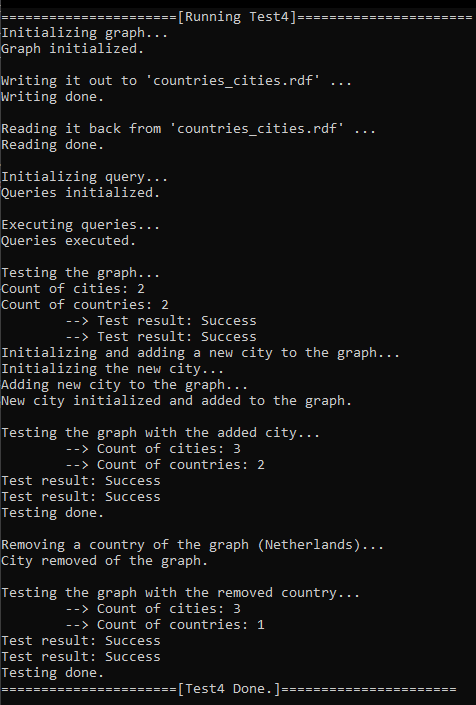 ======================[Running Test4]======================
Initializing graph...
Graph initialized.
Writing it out to 'countries_cities.rdf' ...
Writing done.
Reading it back from 'countries_cities.rdf' ...
Reading done.
Initializing query...
Queries initialized.
Executing queries...
Queries executed.
Testing the graph...
Count of cities: 2
Count of countries: 2
        --> Test result: Success
        --> Test result: Success
Initializing and adding a new city to the graph...
Initializing the new city...
Adding new city to the graph...
New city initialized and added to the graph.
Testing the graph with the added city...
        --> Count of cities: 3
        --> Count of countries: 2
Test result: Success
Test result: Success
Testing done.
Removing a country of the graph (Netherlands)...
City removed of the graph.
Testing the graph with the removed country...
        --> Count of cities: 3
        --> Count of countries: 1
Test result: Success
Test result: Success
Testing done.
======================[Test4 Done.]======================